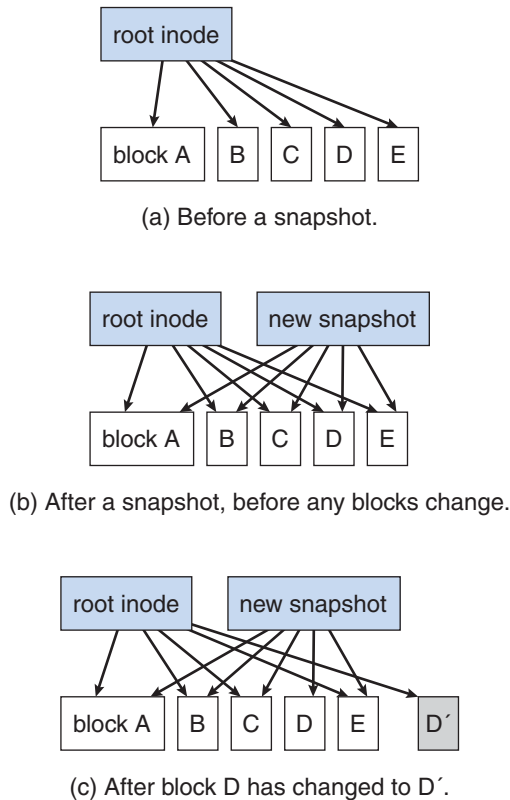 root inode
block A B C D E
(a) Before a snapshot.
root inode new snapshot
block A B C D E
(b) After a snapshot, before any blocks change.
root inode new snapshot
block A B C D E D´
(c) After block D has changed to D´.